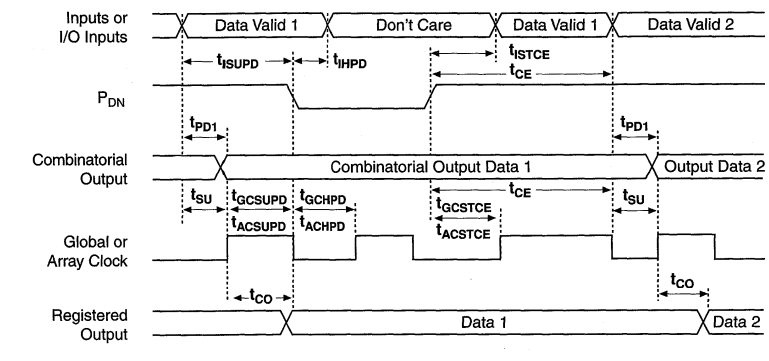 Inputs or
I/O Inputs
Data Valid 1
Don't Care
Data Valid 1
Data Valid 2
tISUPD
tIHPD
tISTCE
tCE
PDN
tPD1
tPD1
Combinatorial
Output
Combinatorial Output Data 1
Output Data 2
tSU
tGCSUPD
tGCHPD
tCE
tSU
tACSUPD
tACHPD
tGCSTCE
tACSTCE
Global or
Array Clock
tCO
tCO
Registered
Output
Data 1
Data 2